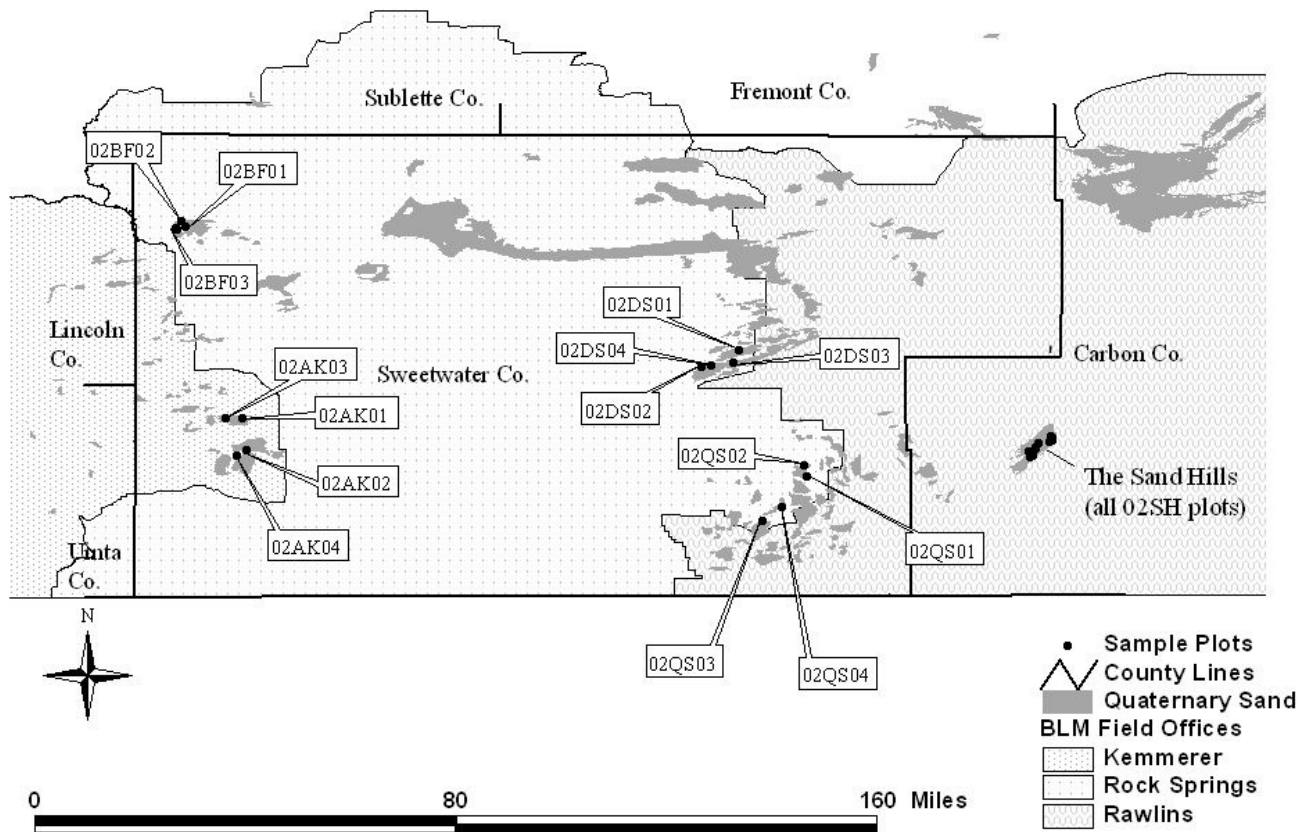 Sublette Co.
Fremont Co.
02BF02
02BF01
02BF03
02DS01
Lincoln
Co.
02DS04
02DS03
Carbon Co.
02AK03
Sweetwater Co.
02DS02
02AK01
02QS02
02AK02
The Sand Hills
(all 02SH plots)
02AK04
02QS01
Uinta
Co.
N
02QS03
02QS04
Sample Plots
County Lines
Quaternary Sand
BLM Field Offices
Kemmerer
Rock Springs
Rawlins
0 80 160 Miles